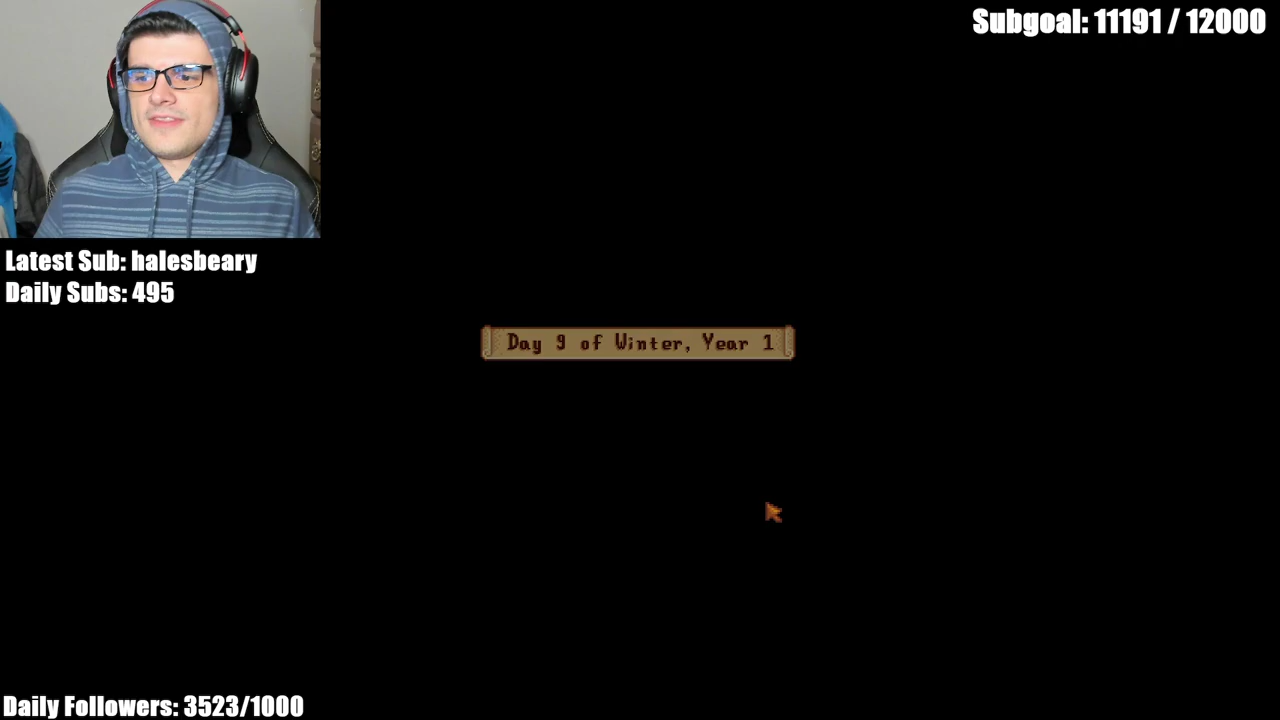 Subgoal: 11191 / 12000
Latest Sub: halesbeary
Daily Subs: 495
Day 9 of Winter, Year 1
Daily Followers: 3523/1000